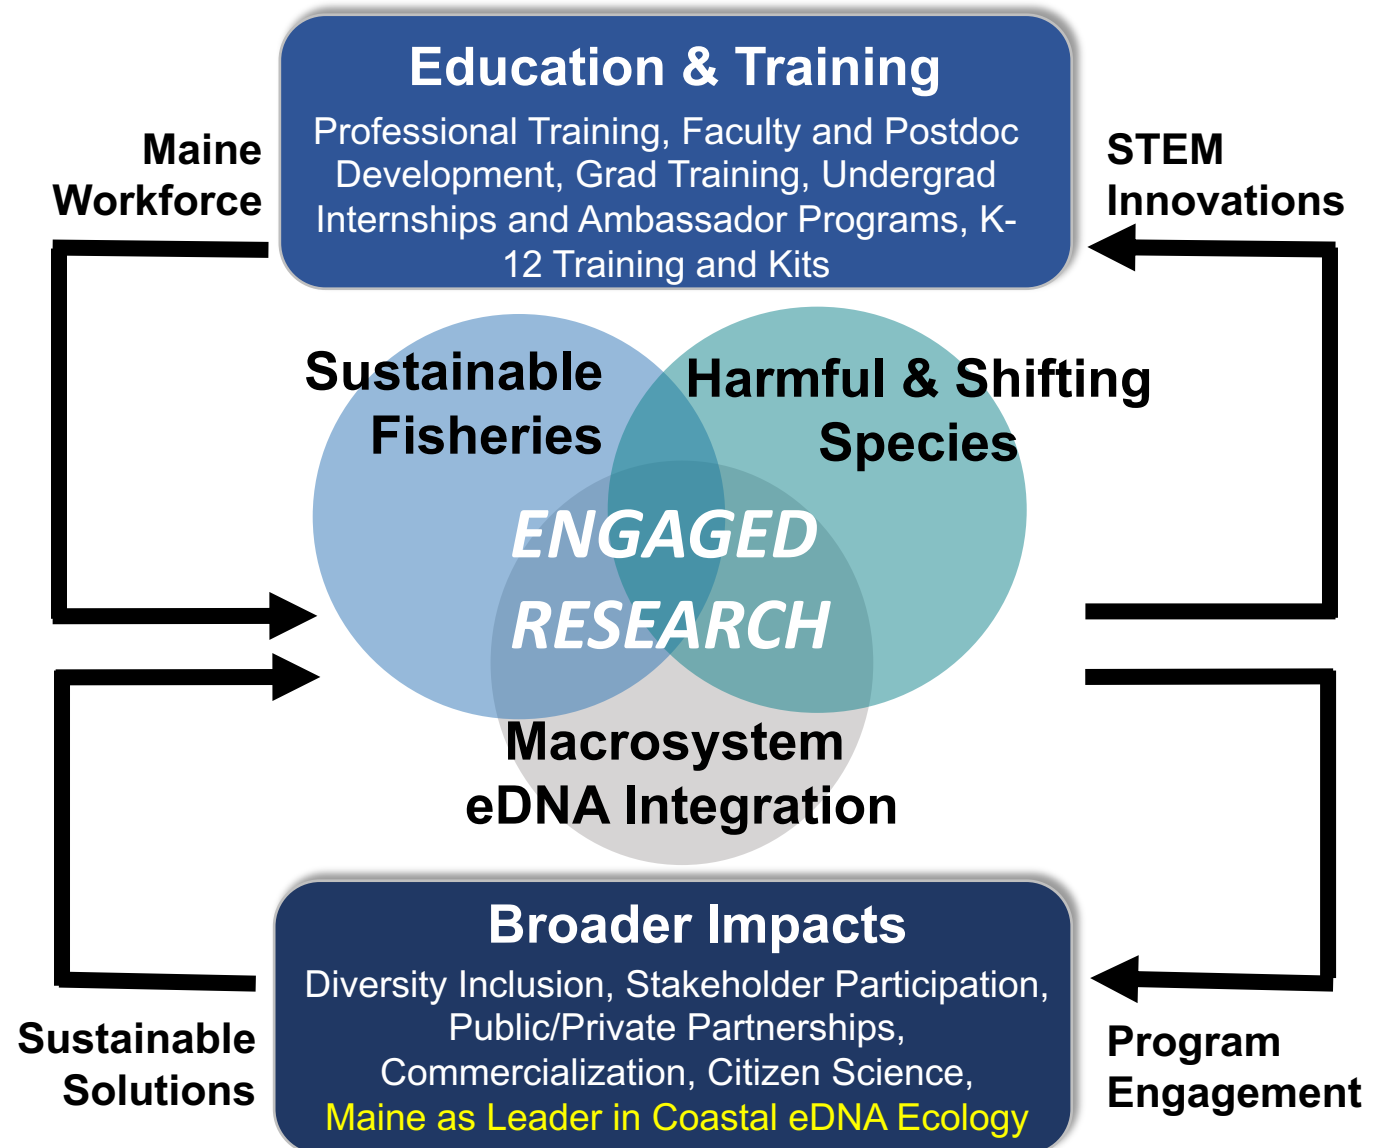 Education & Training
Professional Training, Faculty and Postdoc
Development, Grad Training, Undergrad
Internships and Ambassador Programs, K-
12 Training and Kits
Maine
Workforce
STEM
Innovations
Sustainable
Fisheries
Harmful & Shifting
Species
ENGAGED
RESEARCH
Macrosystem
eDNA Integration
Broader Impacts
Diversity Inclusion, Stakeholder Participation,
Public/Private Partnerships,
Commercialization, Citizen Science,
Maine as Leader in Coastal eDNA Ecology
Sustainable
Solutions
Program
Engagement